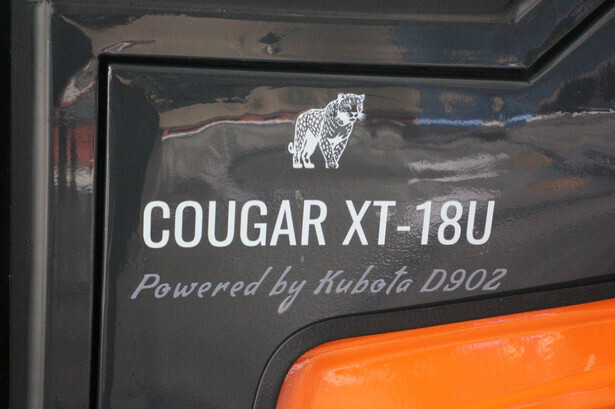 COUGAR XT-18U
Powered by Kubota D902